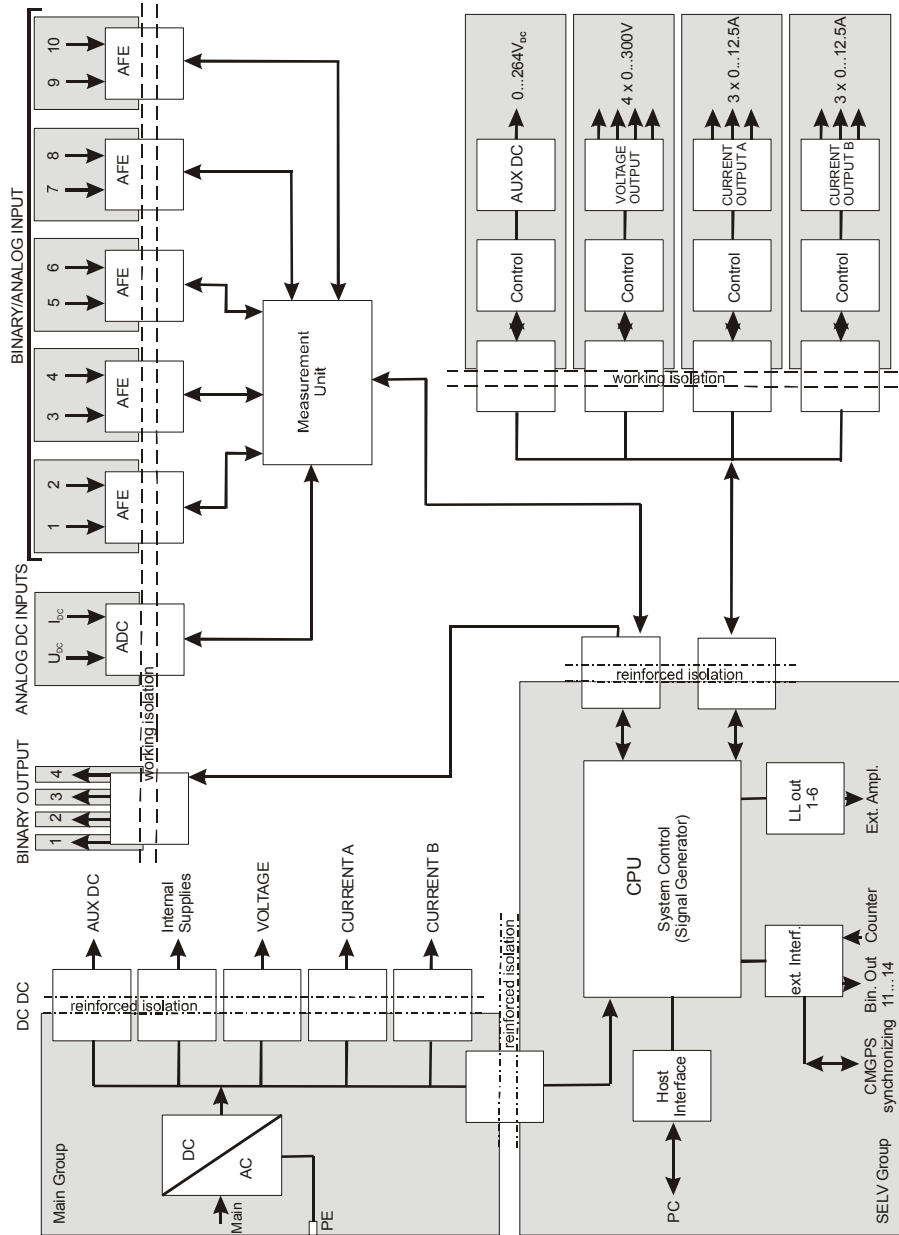 BINARY/ANALOG INPUT
1
2
3
4
5
6
7
8
9
10
AFE
AFE
AFE
AFE
AFE
ANALOG DC INPUTS
UDC
IDC
ADC
BINARY OUTPUT
1
2
3
4
working isolation
Measurement
Unit
DC DC
AUX DC
Internal
Supplies
VOLTAGE
CURRENT A
CURRENT B
reinforced isolation
reinforced isolation
Main Group
Main
DC
AC
PE
reinforced isolation
CPU
System Control
(Signal Generator)
Host
Interface
PC
ext. Interf.
CMGPS
synchronizing
Bin. Out
11...14
Counter
LL out
1-6
Ext. Ampl.
SELV Group
working isolation
Control
AUX DC
0...264VDC
Control
VOLTAGE
OUTPUT
4 x 0...300V
Control
CURRENT
OUTPUT A
3 x 0...12.5A
Control
CURRENT
OUTPUT B
3 x 0...12.5A